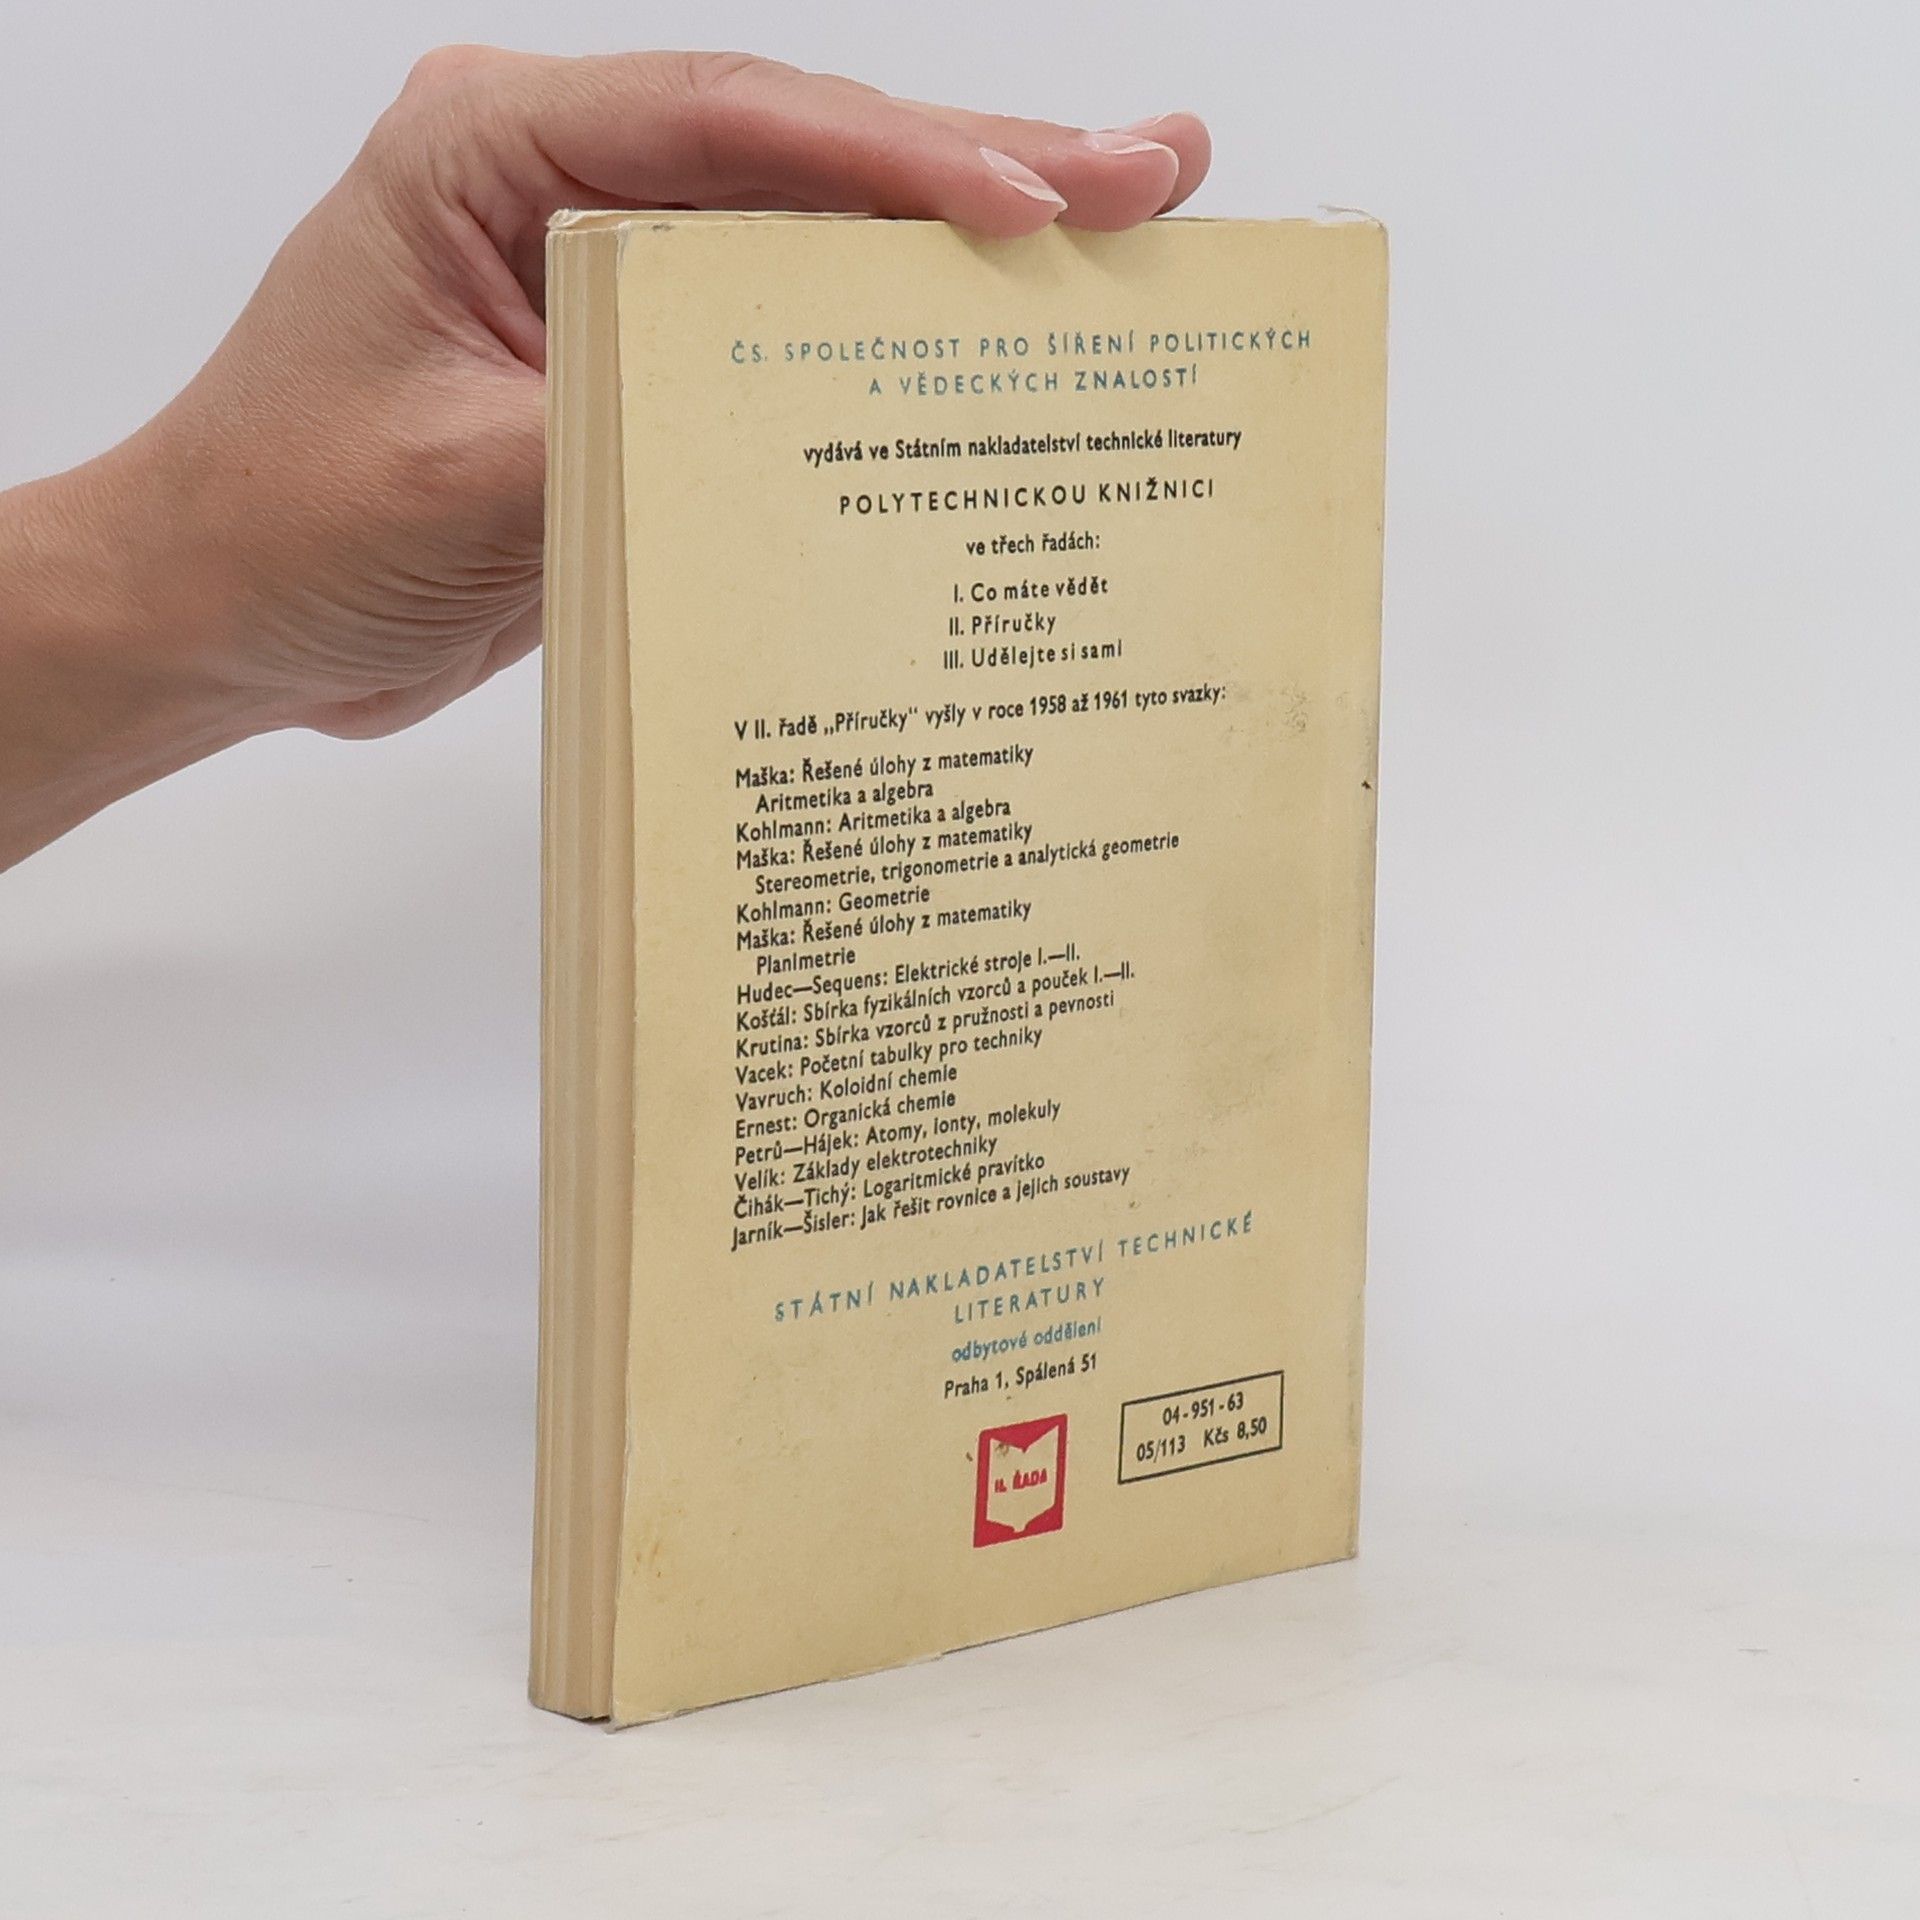 ČS. SPOLEČNOST PRO ŠÍŘENÍ POLITICKÝCH
A VĚDECKÝCH ZNALOSTÍ
vydává ve Státním nakladatelství technické literatury
POLYTECHNICKOU KNIŽNICI
ve třech řadách:
I. Co máte vědět
II. Příručky
III. Udělejte si sami
V II. řadě „Příručky“ vyšly v roce 1958 až 1961 tyto svazky:
Maška: Řešené úlohy z matematiky
Aritmetika a algebra
Kohlmann: Aritmetika a algebra
Maška: Řešené úlohy z matematiky
Stereometrie, trigonometrie a analytická geometrie
Kohlmann: Geometrie
Maška: Řešené úlohy z matematiky
Planimetrie
Hudec—Sequens: Elektrické stroje I.—II.
Košťál: Sbírka fyzikálních vzorců a pouček I.—II.
Krutina: Sbírka vzorců z pružnosti a pevnosti
Vacek: Početní tabulky pro techniky
Vavruch: Koloidní chemie
Ernest: Organická chemie
Petrů—Hájek: Atomy, ionty, molekuly
Velík: Základy elektrotechniky
Čihák—Tichý: Logaritmické pravítko
Jarník—Šisler: Jak řešit rovnice a jejich soustavy
STÁTNÍ NAKLADATELSTVÍ TECHNICKÉ
LITERATURY
odbytové oddělení
Praha 1, Spálená 51
II. ŘADA
04-951-63
05/113 Kčs 8,50